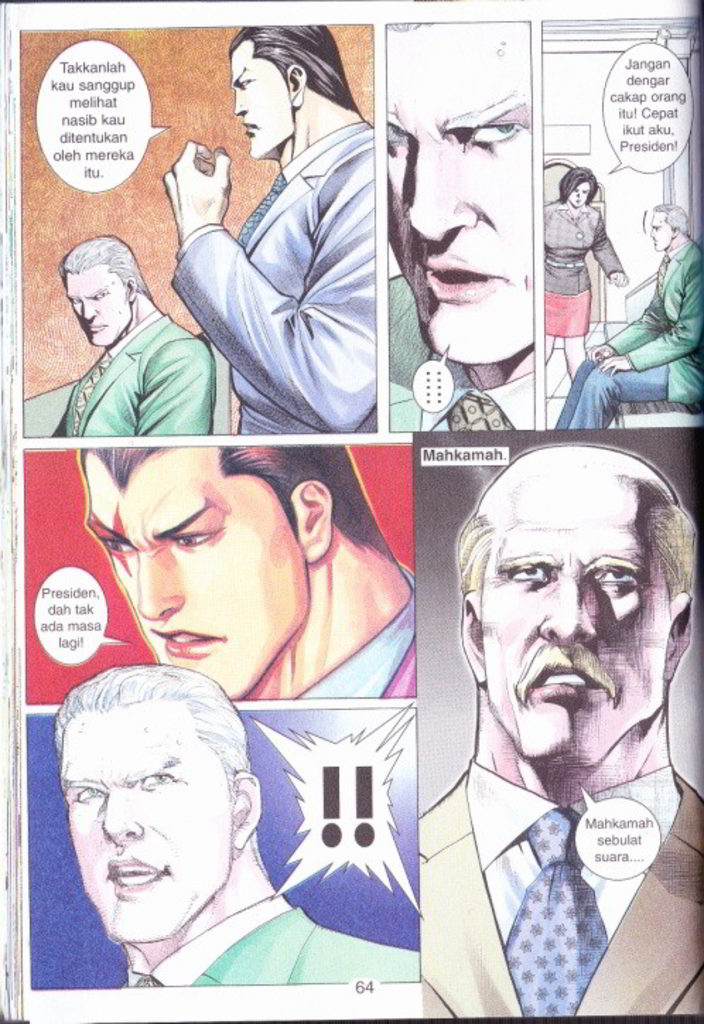 Takkanlah
kau sanggup
melihat
nasib kau
ditentukan
oleh mereka
itu.
Jangan
dengar
cakap orang
itu! Cepat
ikut aku,
Presiden!
Presiden,
dah tak
ada masa
lagi!
!!
Mahkamah.
Mahkamah
sebulat
suara....
64